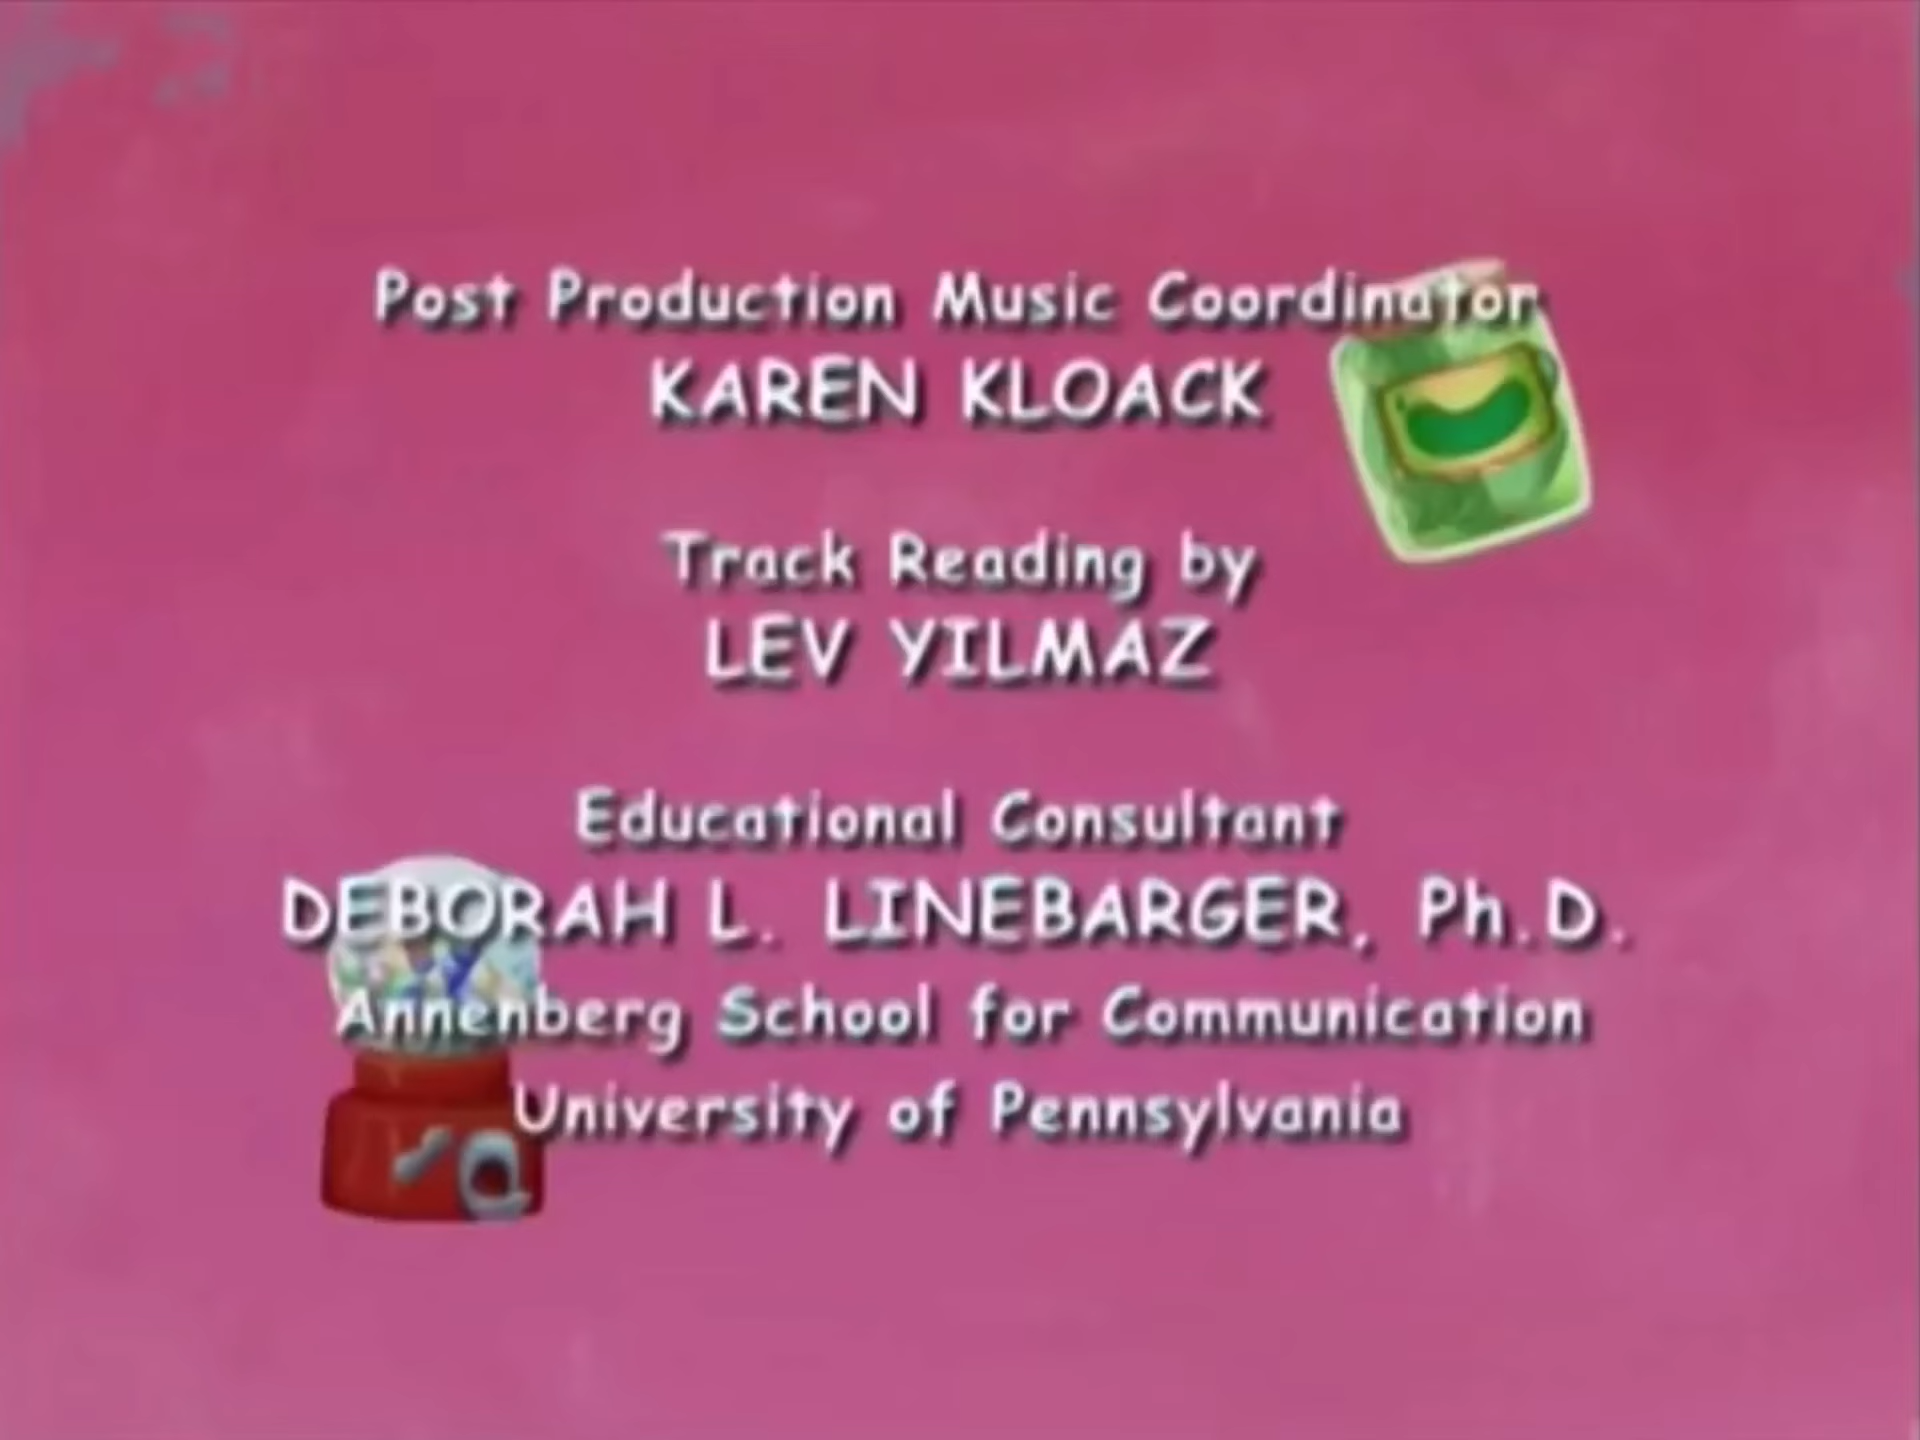 Post Production Music Coordinator
KAREN KLOACK
Track Reading by
LEV YILMAZ
Educational Consultant
DEBORAH L. LINEBARGER, Ph.D.
Annenberg School for Communication
University of Pennsylvania